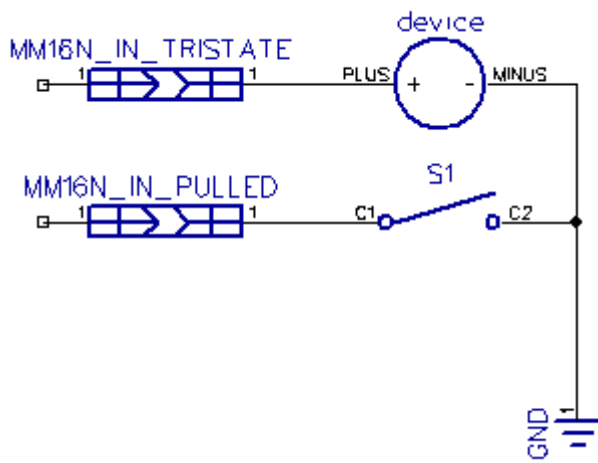 device
MM16N_IN_TRISTATE
1 1 PLUS + - MINUS
S1
MM16N_IN_PULLED
1 1 C1 C2
GND 1